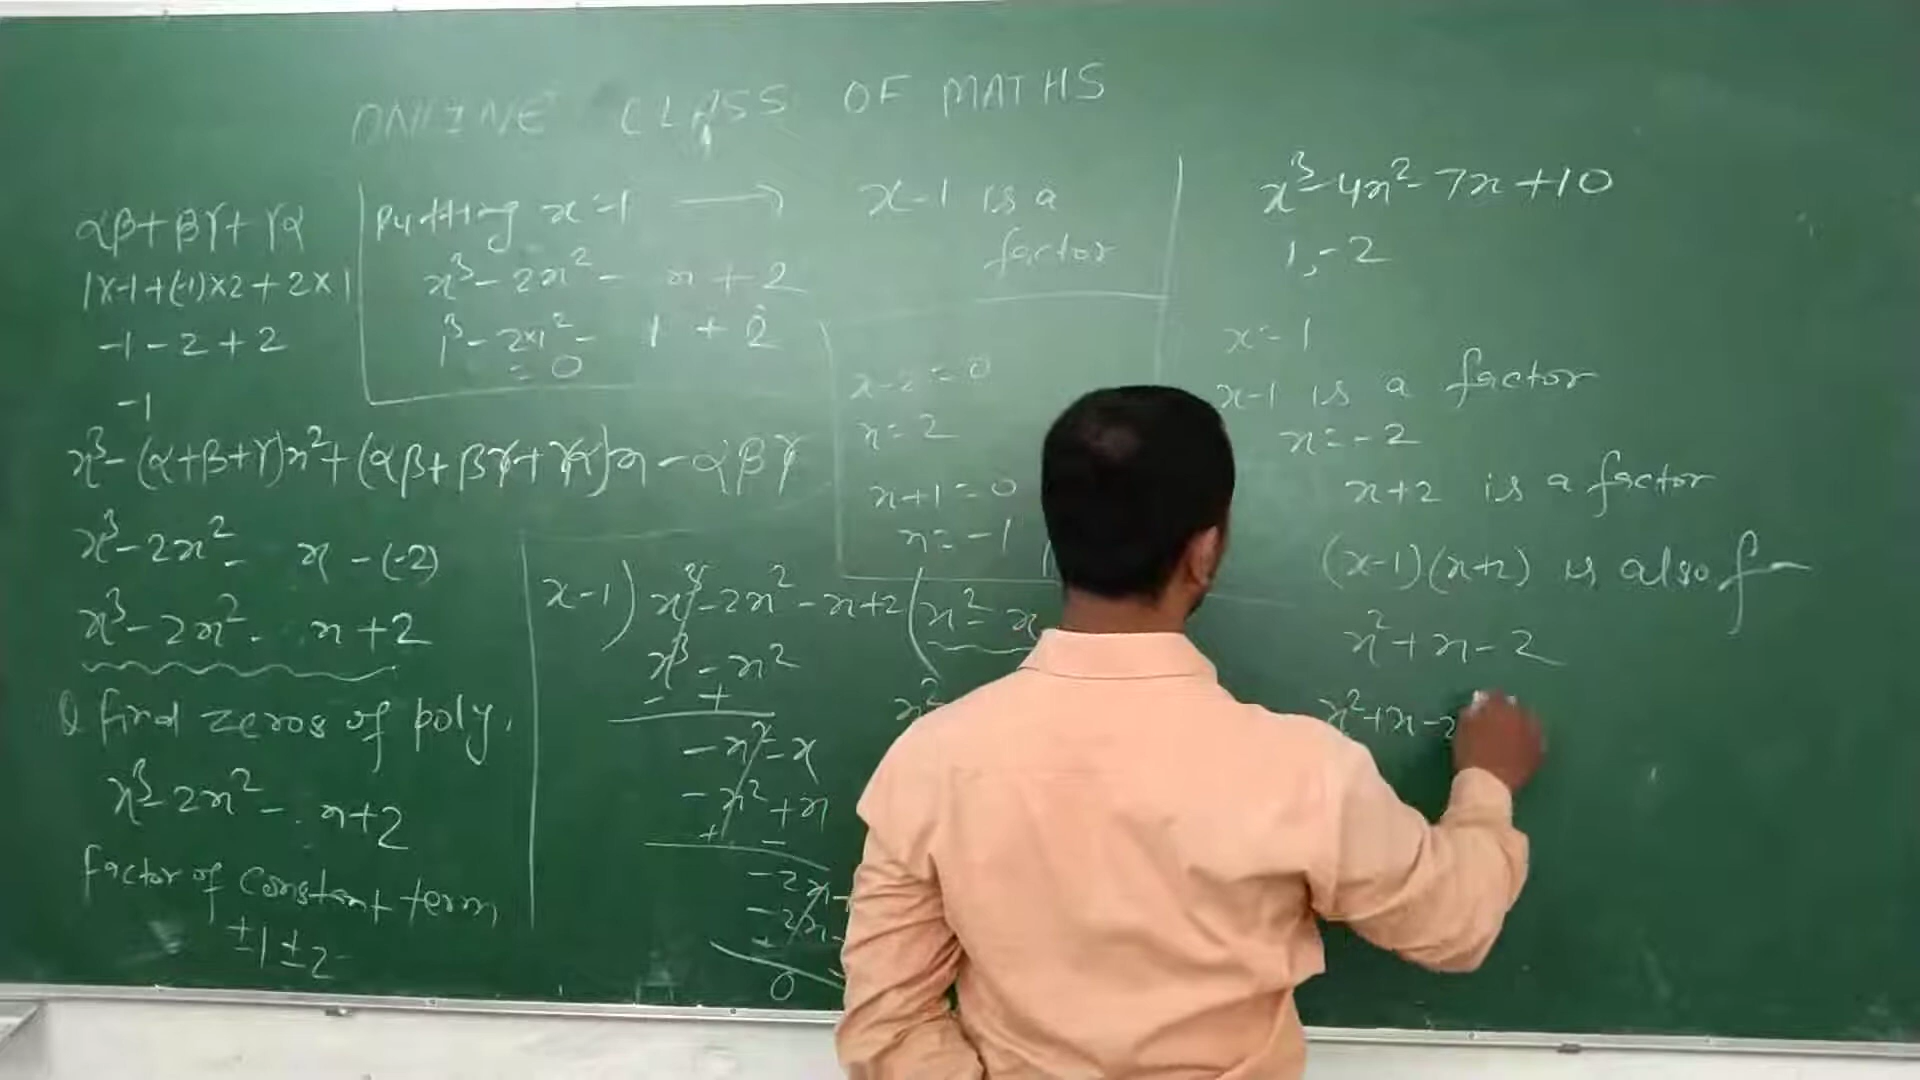 ONLINE CLASS OF MATHS
αβ+βγ+γα
1×-1+(-1)×2+2×1
-1-2+2
-1
x³-(α+β+γ)x²+(αβ+βγ+γα)x-αβγ
x³-2x²- x-(-2)
x³-2x²- x+2
Q find zeros of poly.
x³-2x²- x+2
factor of constant term
±1 ±2
Putting x=1 → x-1 is a factor
x³-2x²- x+2
1³-2×1²- 1+2
=0
x-2=0
x=2
x+1=0
x=-1
x-1) x³-2x²-x+2 (x²-x
x³-x²
- +
-x²-x
-x²+x
+ -
-2x+
-2x
0
x²
x³-4x²-7x+10
1,-2
x=1
x-1 is a factor
x=-2
x+2 is a factor
(x-1)(x+2) is also f
x²+x-2
x²+x-2